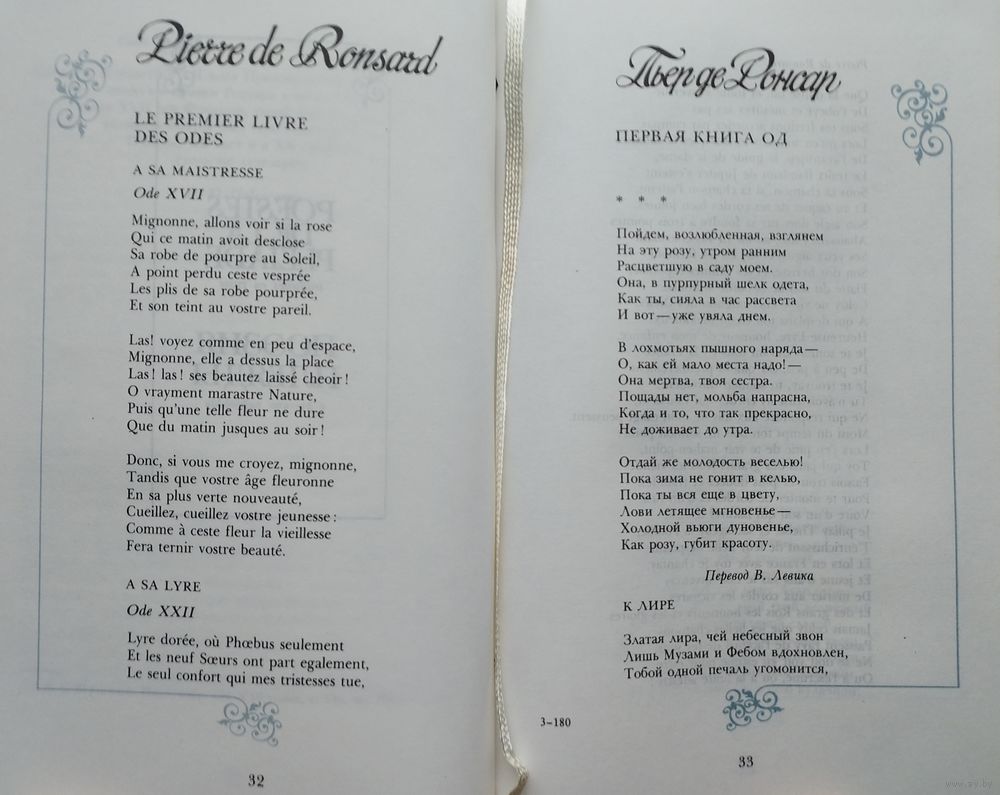 Pierre de Ronsard
LE PREMIER LIVRE
DES ODES
A SA MAISTRESSE
Ode XVII
Mignonne, allons voir si la rose
Qui ce matin avoit desclose
Sa robe de pourpre au Soleil,
A point perdu ceste vesprée
Les plis de sa robe pourprée,
Et son teint au vostre pareil.
Las! voyez comme en peu d'espace,
Mignonne, elle a dessus la place
Las! las! ses beautez laissé cheoir!
O vrayment marastre Nature,
Puis qu'une telle fleur ne dure
Que du matin jusques au soir!
Donc, si vous me croyez, mignonne,
Tandis que vostre âge fleuronne
En sa plus verte nouveauté,
Cueillez, cueillez vostre jeunesse:
Comme à ceste fleur la vieillesse
Fera ternir vostre beauté.
A SA LYRE
Ode XXII
Lyre dorée, où Phœbus seulement
Et les neuf Sœurs ont part egalement,
Le seul confort qui mes tristesses tue,
32
Пьер де Ронсар
ПЕРВАЯ КНИГА ОД
* * *
Пойдем, возлюбленная, взглянем
На эту розу, утром ранним
Расцветшую в саду моем.
Она, в пурпурный шелк одета,
Как ты, сияла в час рассвета
И вот — уже увяла днем.
В лохмотьях пышного наряда —
О, как ей мало места надо! —
Она мертва, твоя сестра.
Пощады нет, мольба напрасна,
Когда и то, что так прекрасно,
Не доживает до утра.
Отдай же молодость веселью!
Пока зима не гонит в келью,
Пока ты вся еще в цвету,
Лови летящее мгновенье —
Холодной вьюги дуновенье,
Как розу, губит красоту.
Перевод В. Левика
К ЛИРЕ
Златая лира, чей небесный звон
Лишь Музами и Фебом вдохновлен,
Тобой одной печаль угомонится,
3–180
33